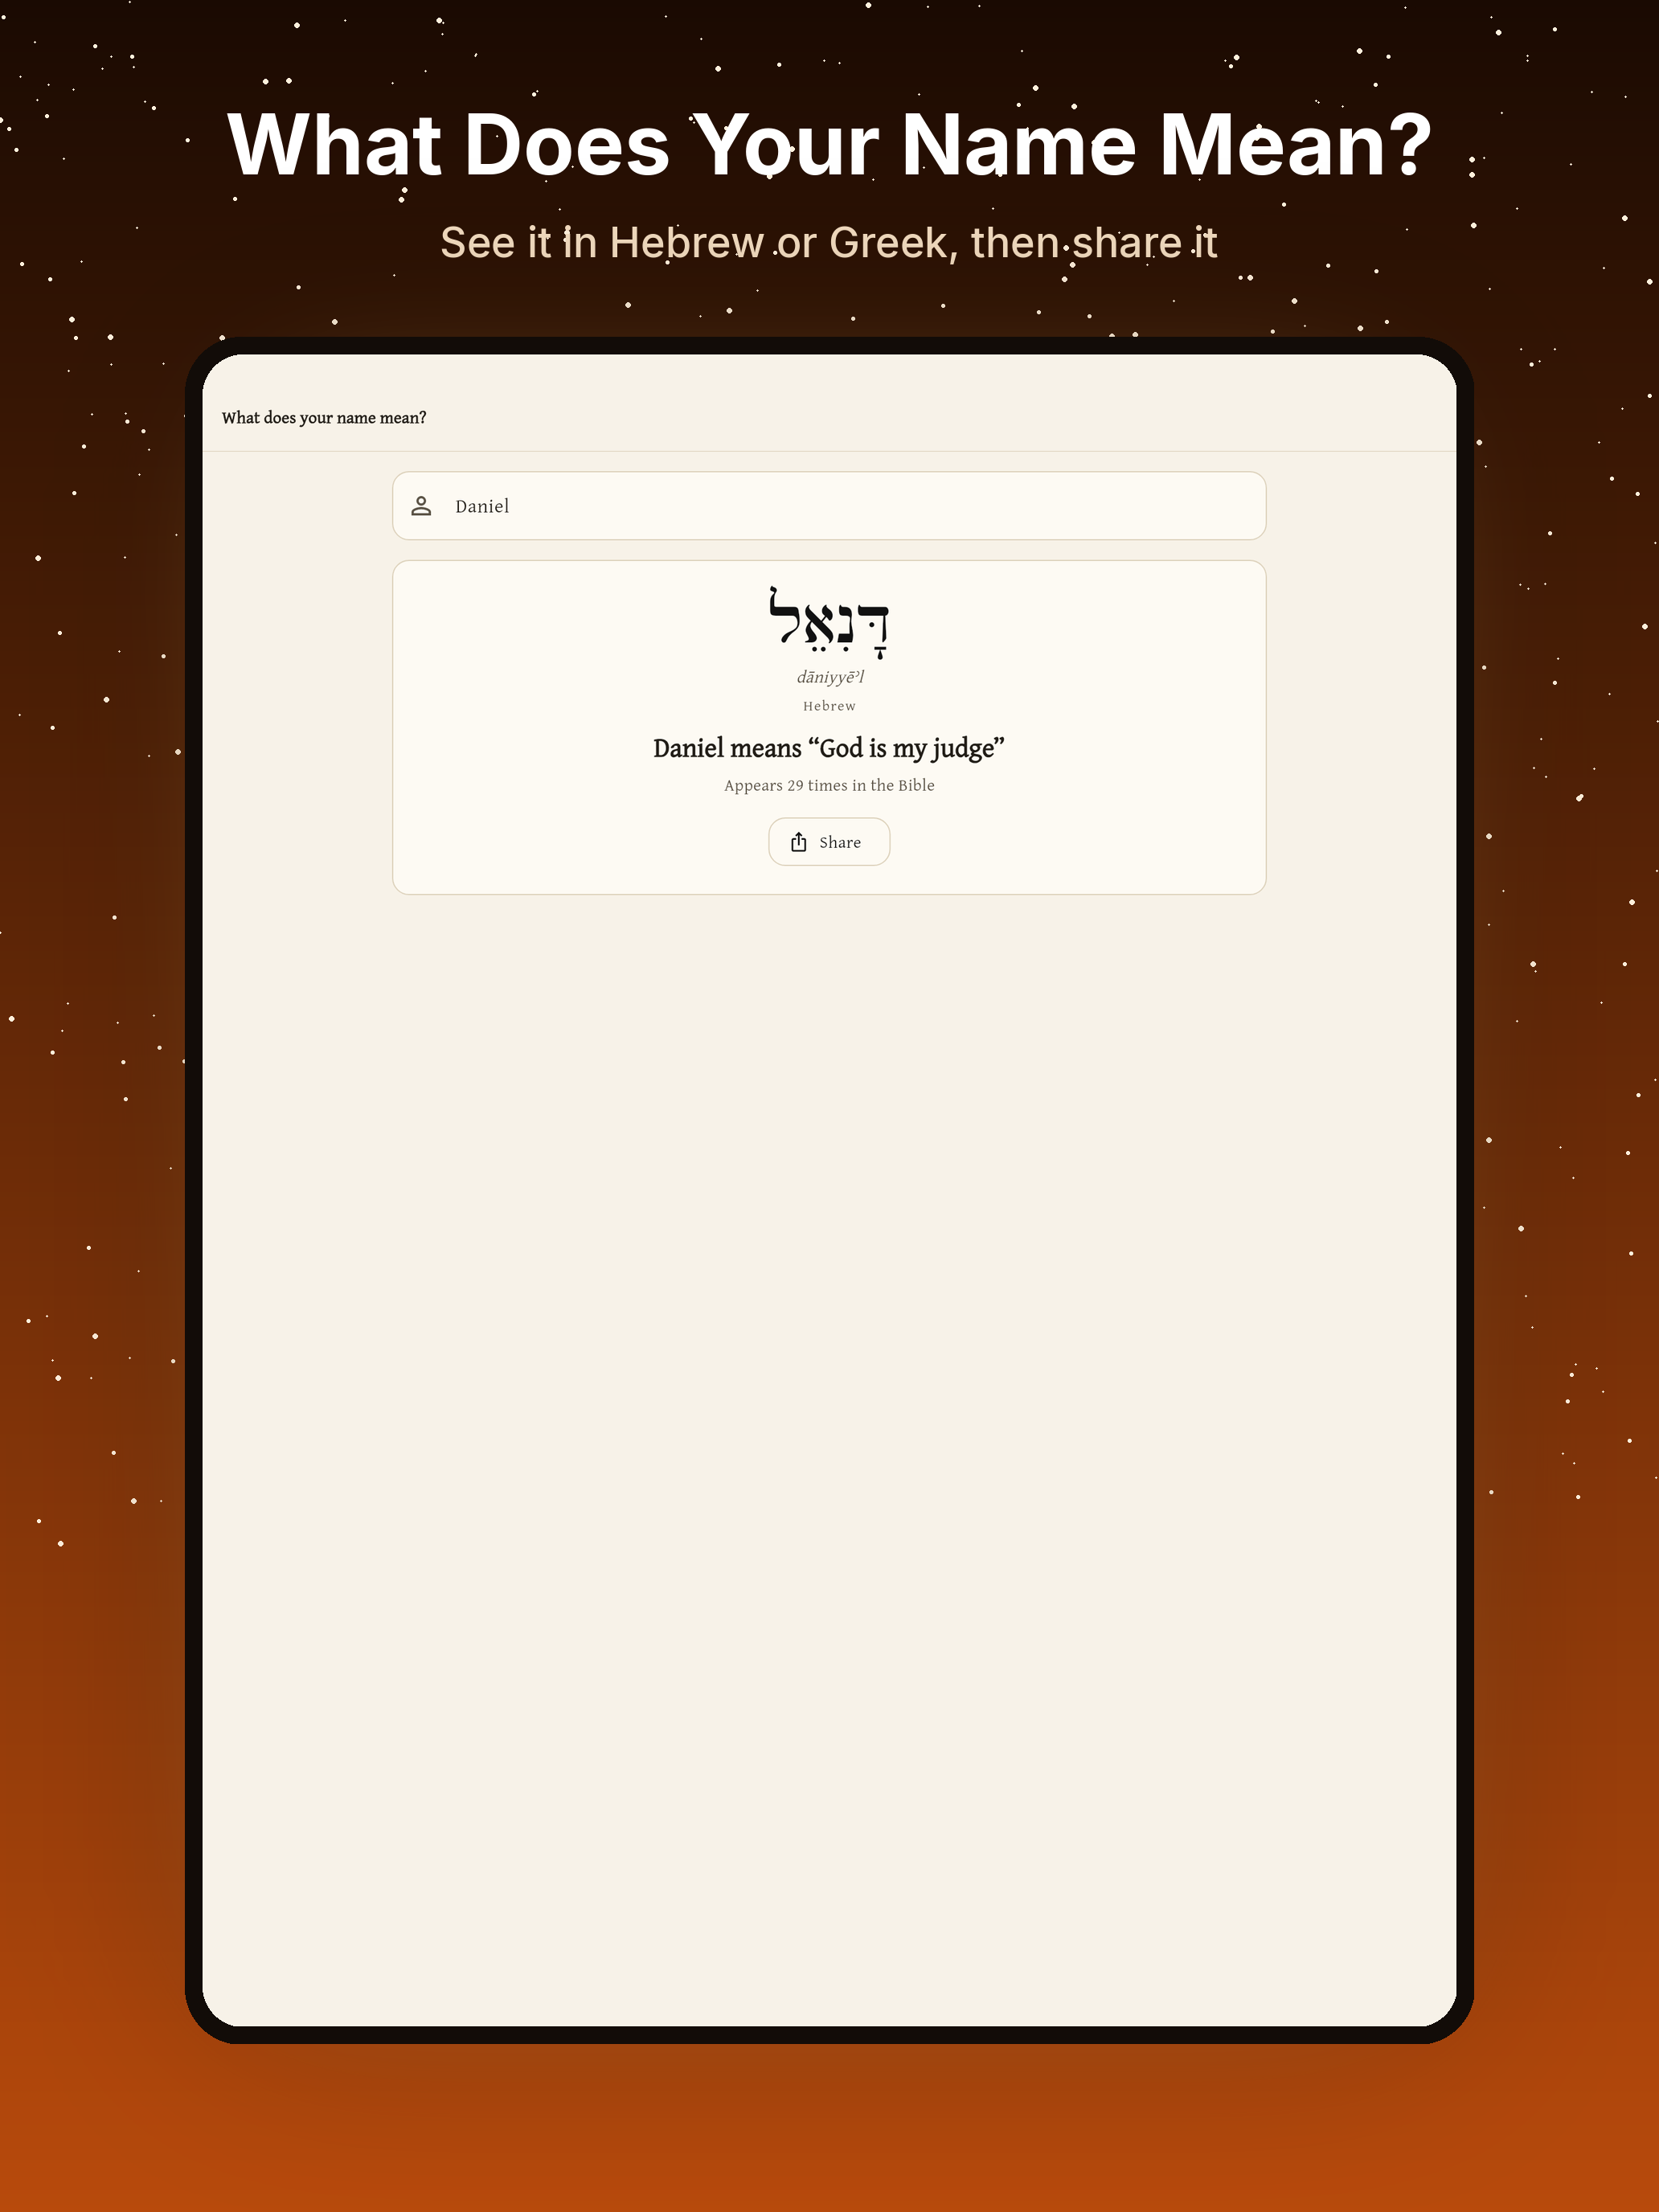 What Does Your Name Mean?
See it in Hebrew or Greek, then share it
What does your name mean?
Daniel
דָּנִאֵל
dāniyyēʾl
Hebrew
Daniel means “God is my judge”
Appears 29 times in the Bible
Share